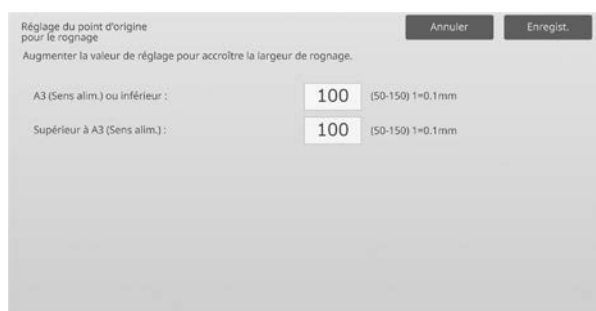 Réglage du point d'origine
pour le rognage
Annuler
Enregist.
Augmenter la valeur de réglage pour accroître la largeur de rognage.
A3 (Sens alim.) ou inférieur : 100 (50-150) 1=0.1mm
Supérieur à A3 (Sens alim.) : 100 (50-150) 1=0.1mm